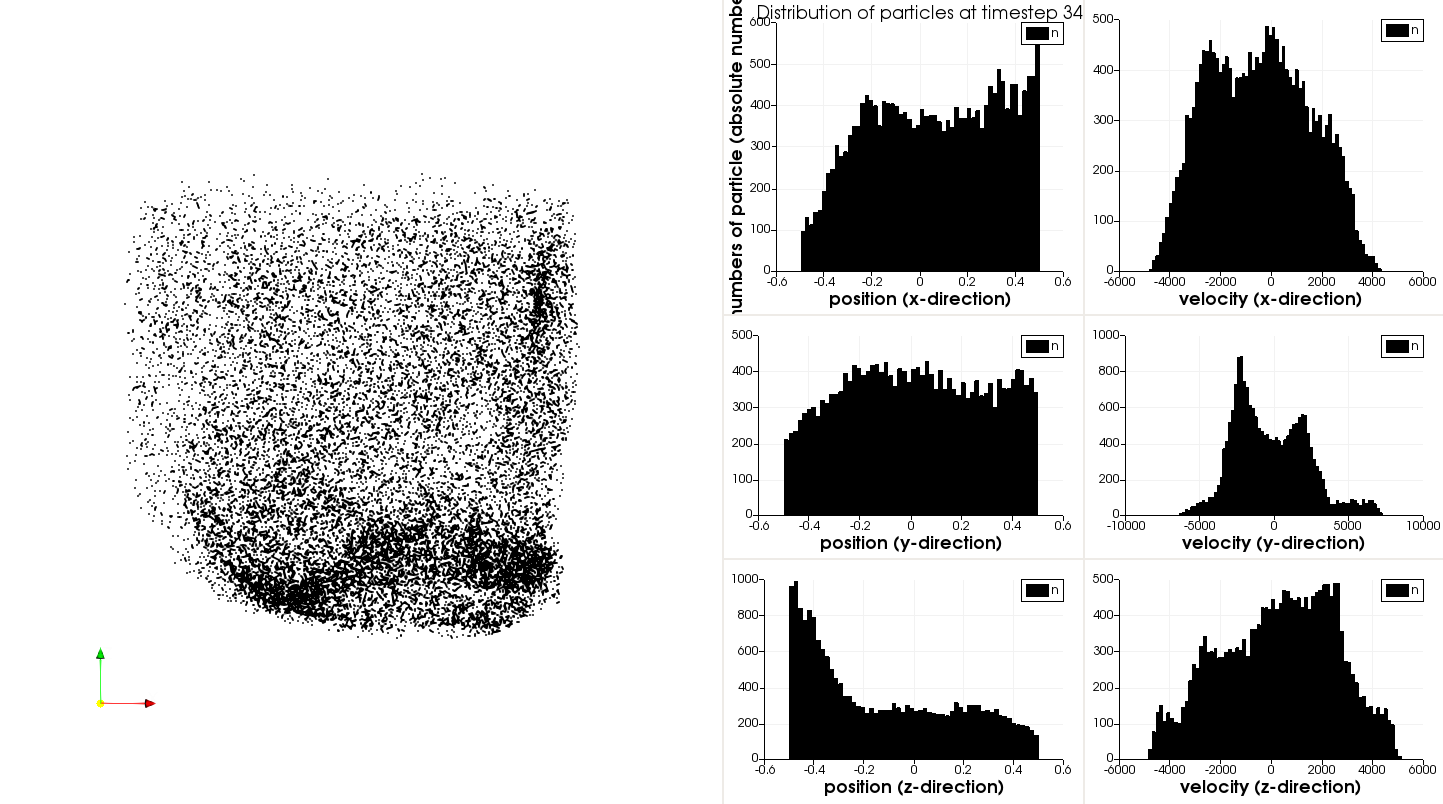 Distribution of particles at timestep 34
numbers of particle (absolute numbe
600
500
400
300
200
100
0
-0.6 -0.4 -0.2 0 0.2 0.4 0.6
position (x-direction)
n
500
400
300
200
100
0
-6000 -4000 -2000 0 2000 4000 6000
velocity (x-direction)
n
500
400
300
200
100
0
-0.6 -0.4 -0.2 0 0.2 0.4 0.6
position (y-direction)
n
1000
800
600
400
200
0
-10000 -5000 0 5000 10000
velocity (y-direction)
n
1000
800
600
400
200
0
-0.6 -0.4 -0.2 0 0.2 0.4 0.6
position (z-direction)
n
500
400
300
200
100
0
-6000 -4000 -2000 0 2000 4000 6000
velocity (z-direction)
n